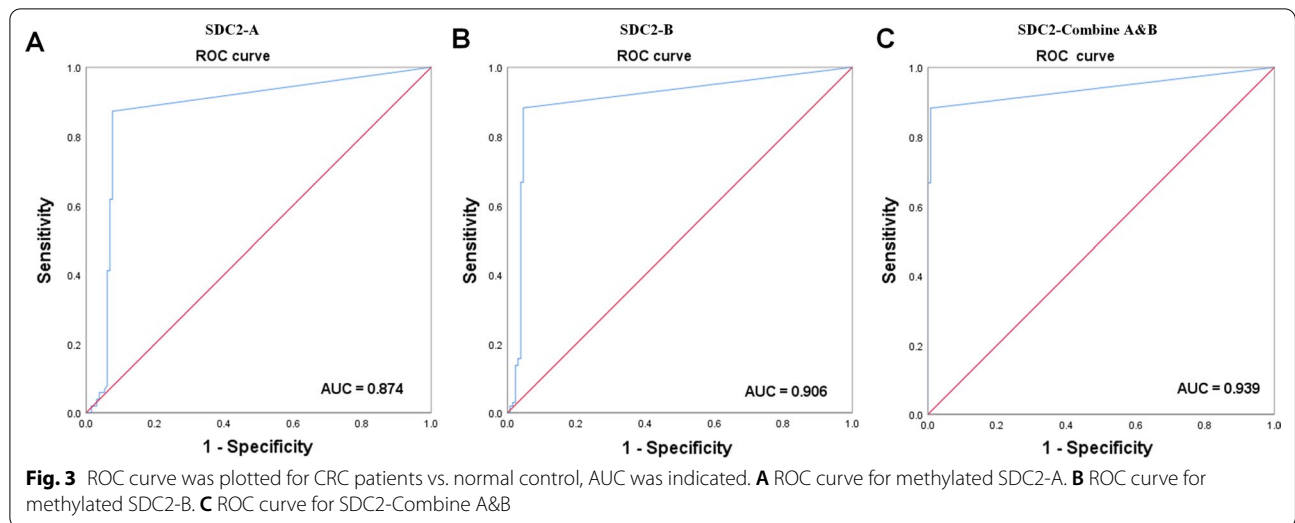 A
SDC2-A
ROC curve
1.0
0.8
0.6
0.4
0.2
0.0
Sensitivity
AUC = 0.874
0.0 0.2 0.4 0.6 0.8 1.0
1 - Specificity
B
SDC2-B
ROC curve
1.0
0.8
0.6
0.4
0.2
0.0
Sensitivity
AUC = 0.906
0.0 0.2 0.4 0.6 0.8 1.0
1 - Specificity
C
SDC2-Combine A&B
ROC curve
1.0
0.8
0.6
0.4
0.2
0.0
Sensitivity
AUC = 0.939
0.0 0.2 0.4 0.6 0.8 1.0
1 - Specificity
Fig. 3 ROC curve was plotted for CRC patients vs. normal control, AUC was indicated. A ROC curve for methylated SDC2-A. B ROC curve for
methylated SDC2-B. C ROC curve for SDC2-Combine A&B